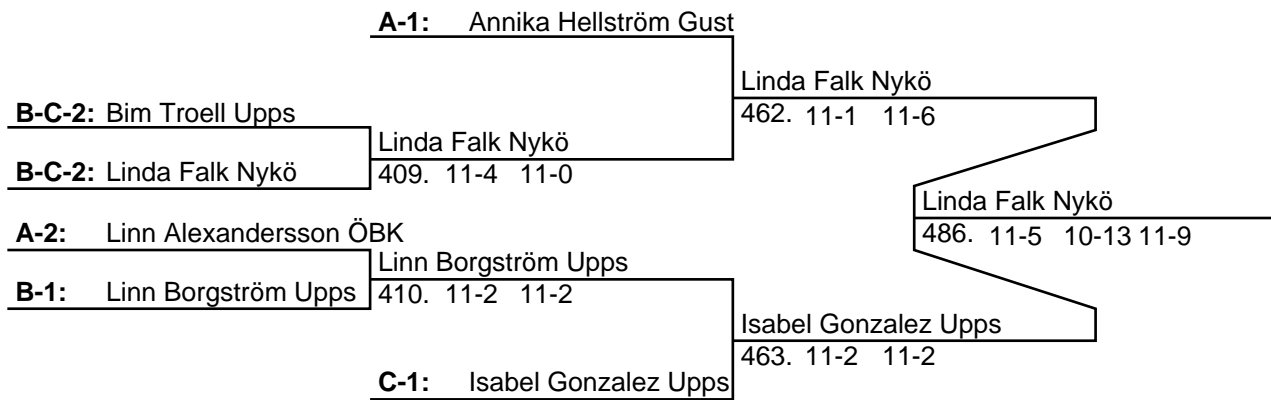 A-1: Annika Hellström Gust
Linda Falk Nykö
B-C-2: Bim Troell Upps
462. 11-1 11-6
Linda Falk Nykö
B-C-2: Linda Falk Nykö
409. 11-4 11-0
Linda Falk Nykö
A-2: Linn Alexandersson ÖBK
486. 11-5 10-13 11-9
Linn Borgström Upps
B-1: Linn Borgström Upps
410. 11-2 11-2
Isabel Gonzalez Upps
463. 11-2 11-2
C-1: Isabel Gonzalez Upps